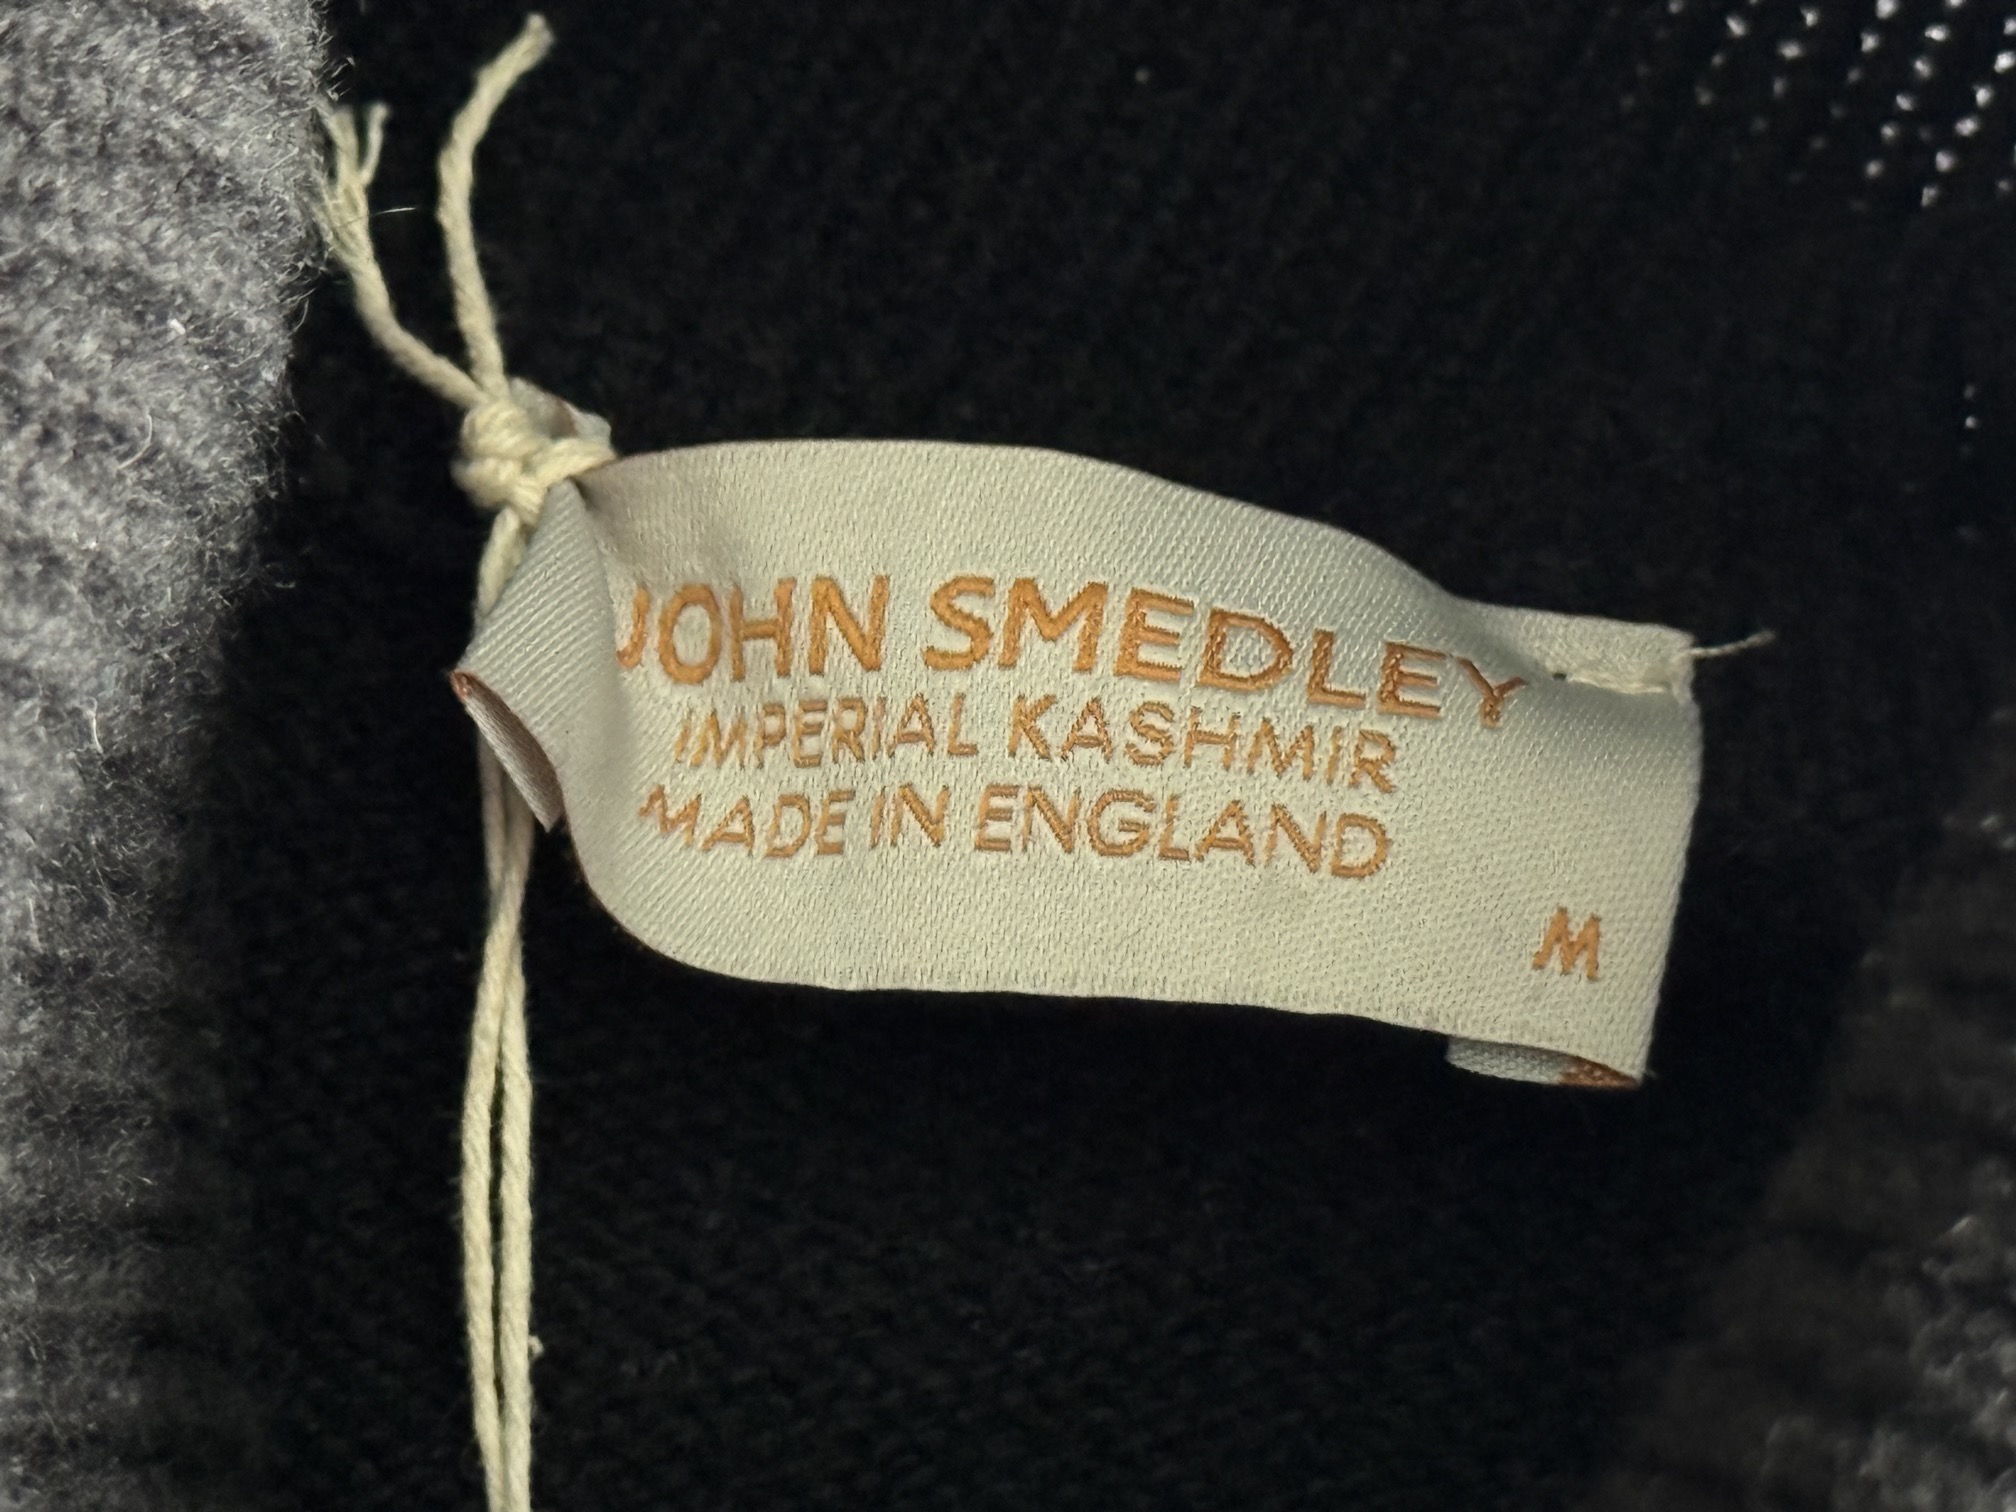 JOHN SMEDLEY
IMPERIAL KASHMIR
MADE IN ENGLAND
M